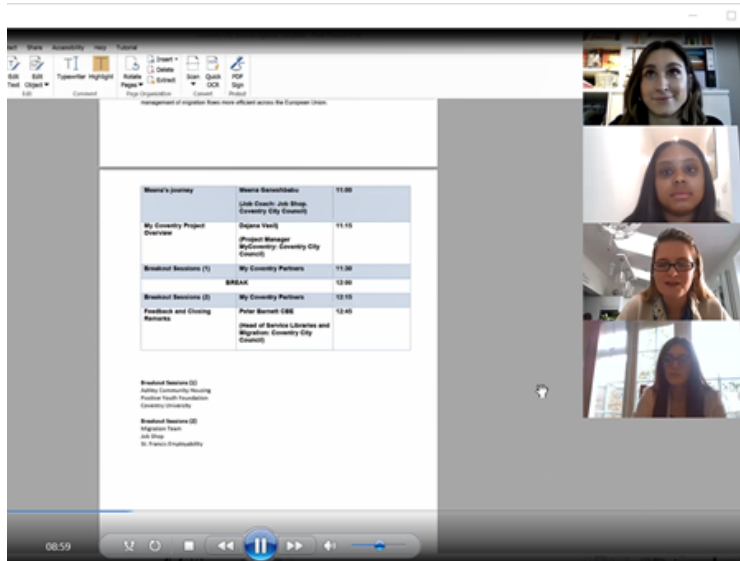 Share Accessibility Help Tutorial
Edit Text
Edit Object
Typewriter
Highlight
Rotate Pages
Insert
Delete
Extract
Scan
Quick OCR
PDF Sign
Edit
Comment
Page Organization
Convert
Protect
management of migration flows more efficient across the European Union.
Meena's journey
Meena Ganeshbabu
(Job Coach: Job Shop.
Coventry City Council)
11:00
My Coventry Project
Overview
(Project Manager
MyCoventry: Coventry City
Council)
11:15
Breakout Sessions (1)
My Coventry Partners
11:30
BREAK
12:00
Breakout Sessions (2)
My Coventry Partners
12:15
Feedback and Closing
Remarks
Peter Barnett CBE
(Head of Service Libraries and
Migration: Coventry City
Council)
12:45
Breakout Sessions (1)
Ashley Community Housing
Positive Youth Foundation
Coventry University
Breakout Sessions (2)
Migration Team
Job Shop
St. Francis Employability
08:59